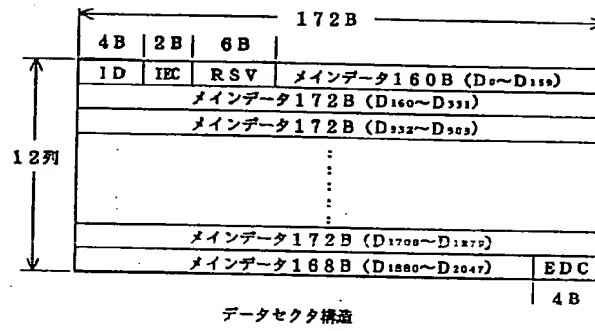 172B
4B 2B 6B
ID IEC RSV メインデータ160B (D0~D159)
メインデータ172B (D160~D331)
メインデータ172B (D332~D503)
12列
メインデータ172B (D1708~D1879)
メインデータ168B (D1880~D2047) EDC
4B
データセクタ構造